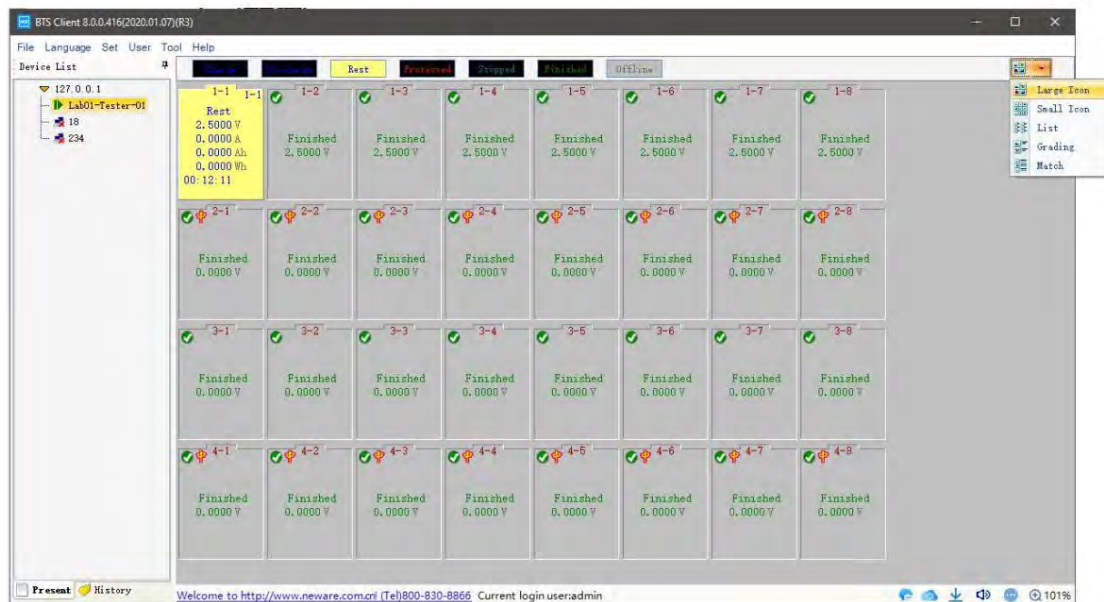 BTS Client 8.0.0.416(2020.01.07)(R3)
File Language Set User Tool Help
Device List
Charge Discharge Rest Protected Stopped Finished Offline
127.0.0.1
Lab01-Tester-01
18
234
Large Icon
Small Icon
List
Grading
Match
1-1 1-1 1-2 1-3 1-4 1-5 1-6 1-7 1-8
Rest
2.5000 V
0.0000 A
0.0000 Ah
0.0000 Wh
00:12:11
Finished Finished Finished Finished Finished Finished Finished
2.5000 V 2.5000 V 2.5000 V 2.5000 V 2.5000 V 2.5000 V 2.5000 V
2-1 2-2 2-3 2-4 2-5 2-6 2-7 2-8
Finished Finished Finished Finished Finished Finished Finished Finished
0.0000 V 0.0000 V 0.0000 V 0.0000 V 0.0000 V 0.0000 V 0.0000 V 0.0000 V
3-1 3-2 3-3 3-4 3-5 3-6 3-7 3-8
Finished Finished Finished Finished Finished Finished Finished Finished
0.0000 V 0.0000 V 0.0000 V 0.0000 V 0.0000 V 0.0000 V 0.0000 V 0.0000 V
4-1 4-2 4-3 4-4 4-5 4-6 4-7 4-8
Finished Finished Finished Finished Finished Finished Finished Finished
0.0000 V 0.0000 V 0.0000 V 0.0000 V 0.0000 V 0.0000 V 0.0000 V 0.0000 V
Present History
Welcome to http://www.neware.com.cn! (Tel)800-830-8866 Current login user:admin
101%